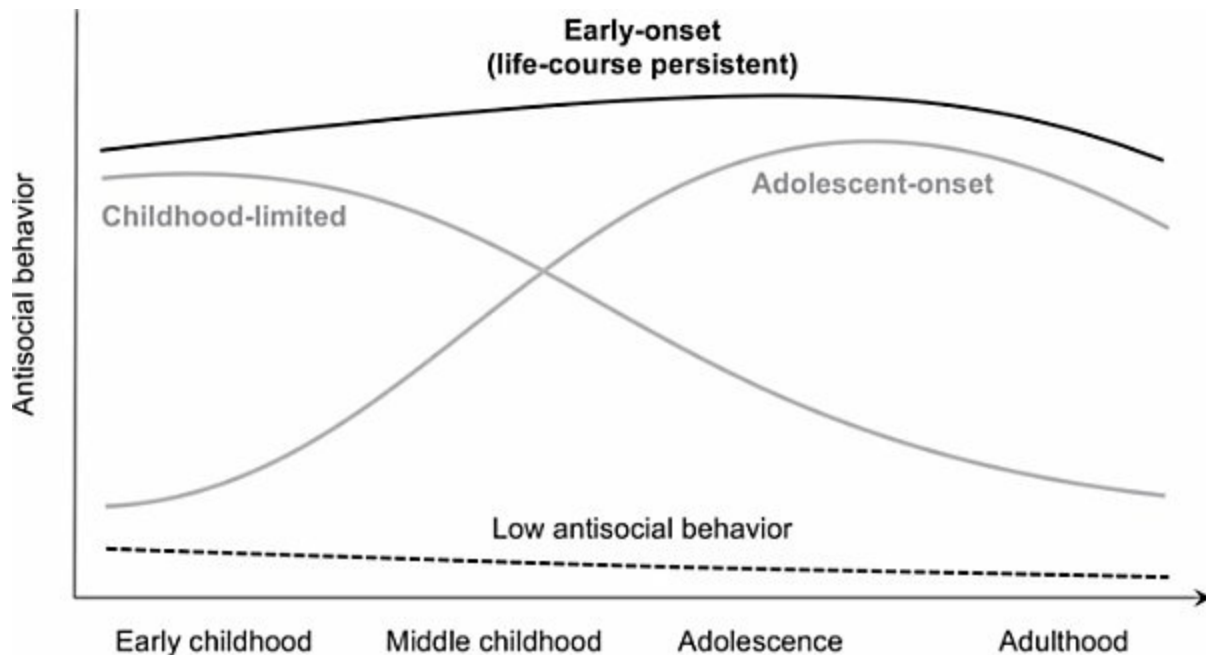 Early-onset
(life-course persistent)
Adolescent-onset
Childhood-limited
Antisocial behavior
Low antisocial behavior
Early childhood
Middle childhood
Adolescence
Adulthood